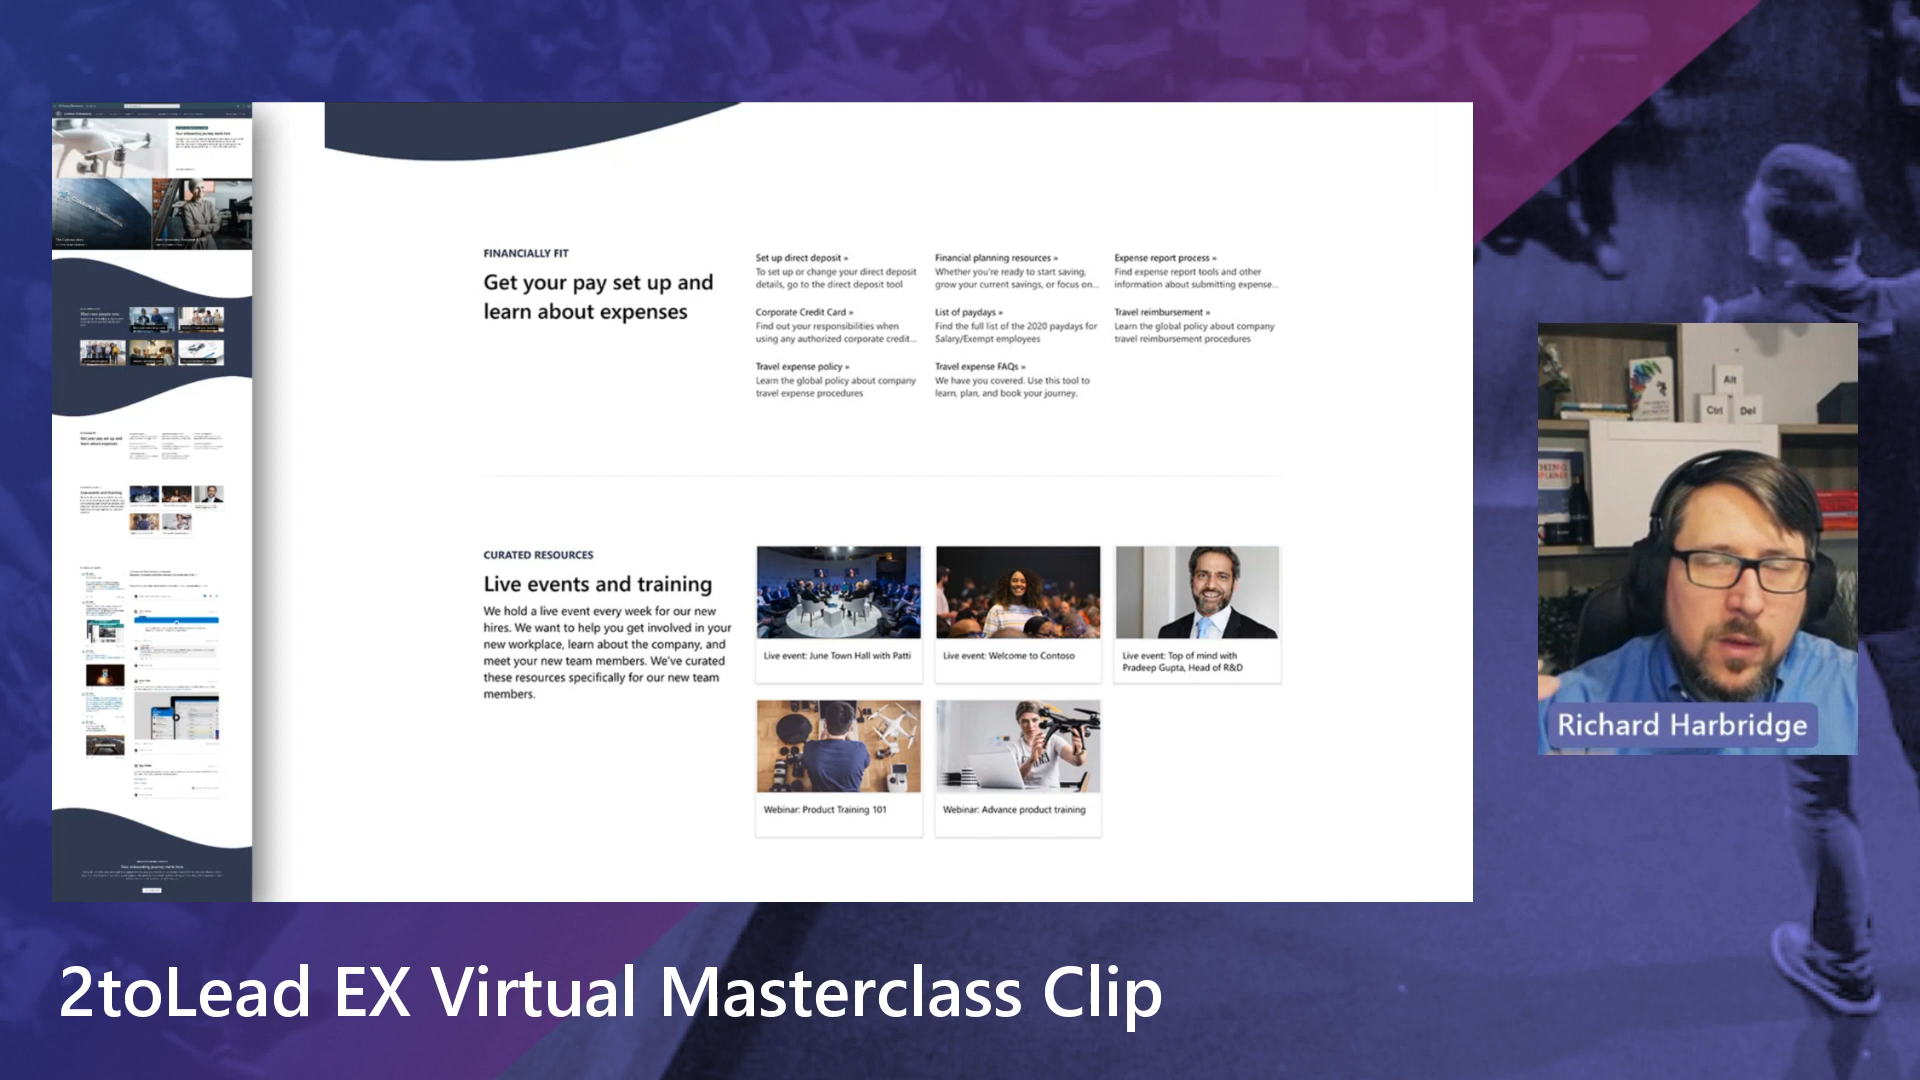 FINANCIALLY FIT
Get your pay set up and
learn about expenses
Set up direct deposit »
To set up or change your direct deposit
details, go to the direct deposit tool
Financial planning resources »
Whether you're ready to start saving,
grow your current savings, or focus on...
Expense report process »
Find expense report tools and other
information about submitting expense...
Corporate Credit Card »
Find out your responsibilities when
using any authorized corporate credit...
List of paydays »
Find the full list of the 2020 paydays for
Salary/Exempt employees
Travel reimbursement »
Learn the global policy about company
travel reimbursement procedures
Travel expense policy »
Learn the global policy about company
travel expense procedures
Travel expense FAQs »
We have you covered. Use this tool to
learn, plan, and book your journey.
CURATED RESOURCES
Live events and training
We hold a live event every week for our new
hires. We want to help you get involved in your
new workplace, learn about the company, and
meet your new team members. We've curated
these resources specifically for our new team
members.
Live event: June Town Hall with Patti
Live event: Welcome to Contoso
Live event: Top of mind with
Pradeep Gupta, Head of R&D
Webinar: Product Training 101
Webinar: Advance product training
Alt
Ctrl
Del
Richard Harbridge
2toLead EX Virtual Masterclass Clip